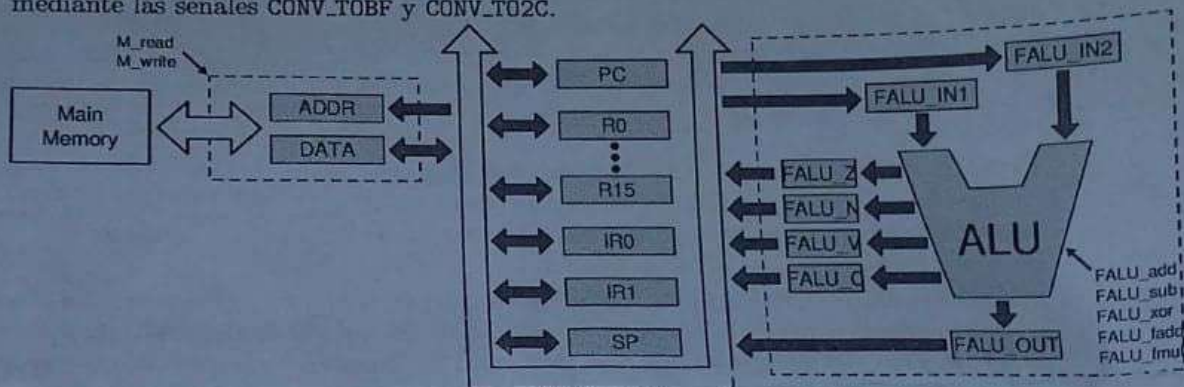 mediante las señales CONV_TOBF y CONV_TO2C.
M_read
M_write
Main
Memory
ADDR
DATA
PC
R0
R15
IR0
IR1
SP
FALU_IN2
FALU_IN1
FALU_Z
FALU_N
FALU_V
FALU_C
ALU
FALU_OUT
FALU_add
FALU_sub
FALU_xor
FALU_fadd
FALU_fmul